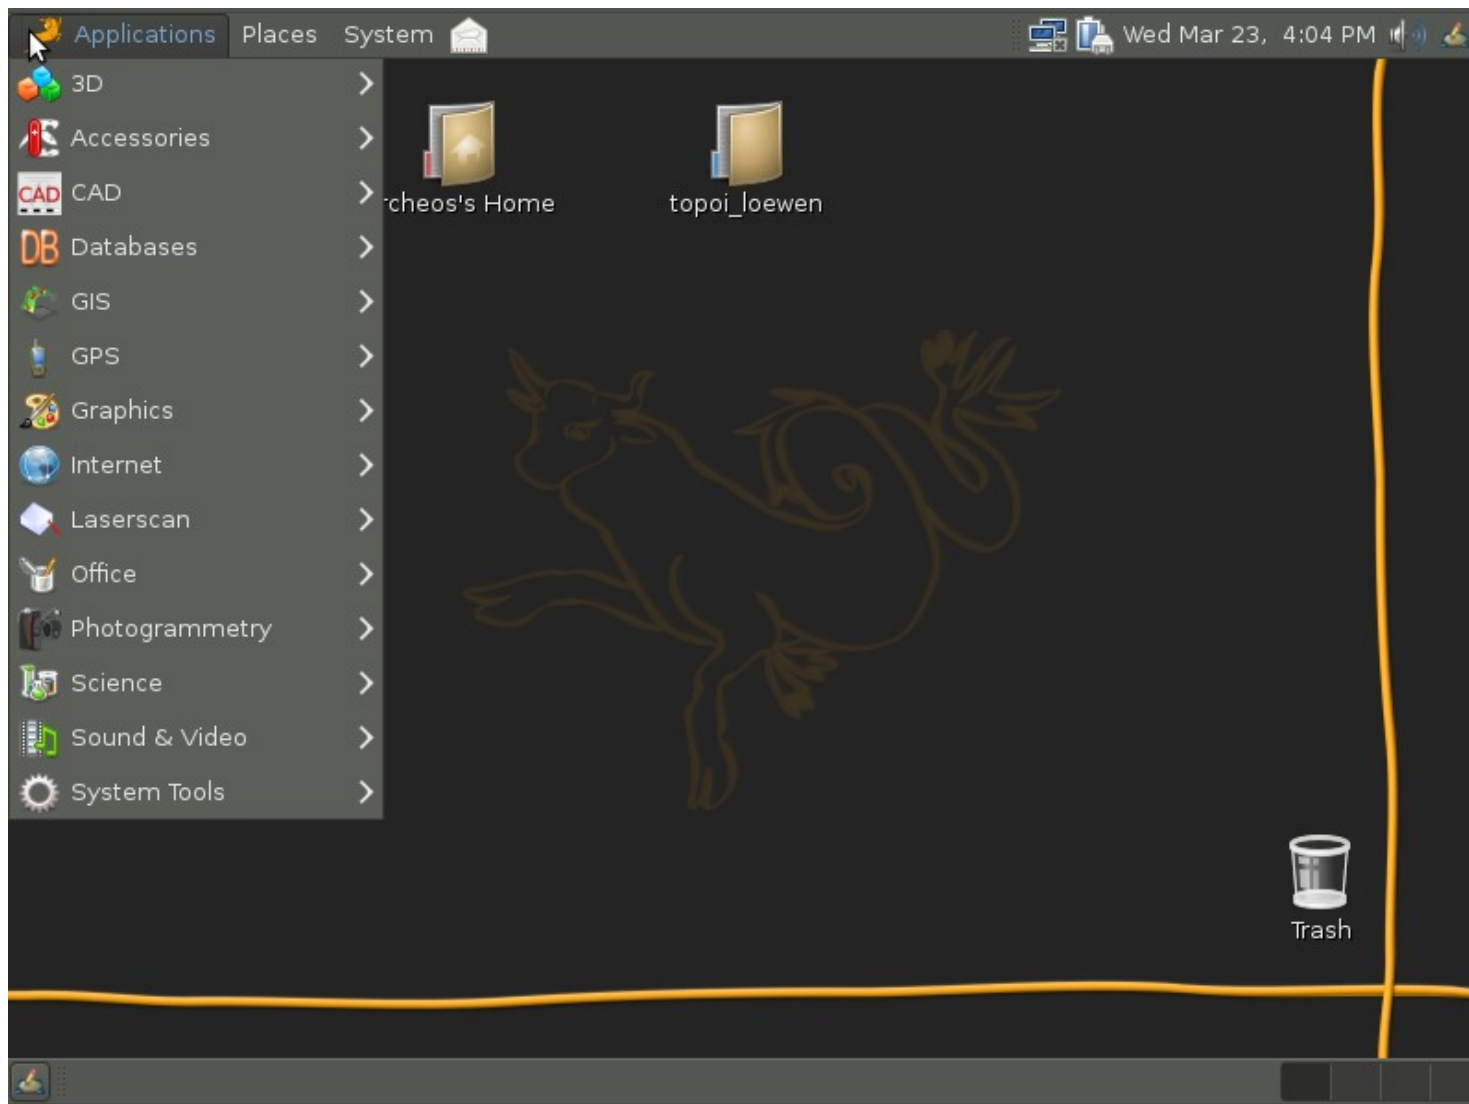 Applications Places System Wed Mar 23, 4:04 PM
3D
Accessories
CAD CAD
Databases
DB
GIS
GPS
Graphics
Internet
Laserscan
Office
Photogrammetry
Science
Sound & Video
System Tools
rcheos's Home
topoi_loewen
Trash